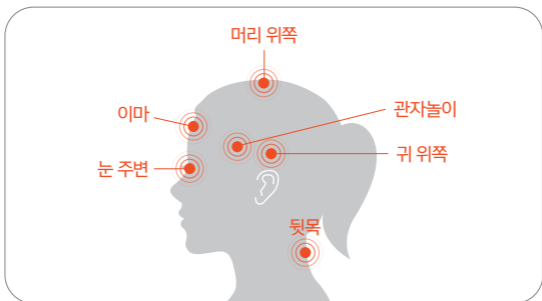 머리 위쪽
이마
관자놀이
눈 주변
귀 위쪽
뒷목